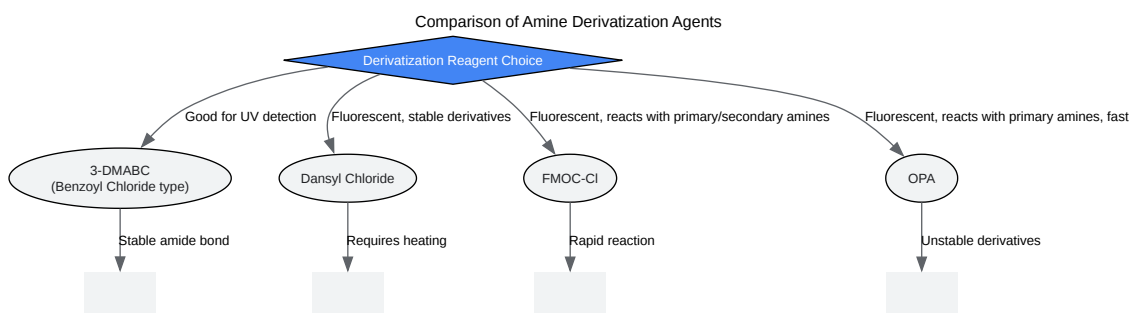 Comparison of Amine Derivatization Agents
Derivatization Reagent Choice
Good for UV detection
Fluorescent, stable derivatives
Fluorescent, reacts with primary/secondary amines
Fluorescent, reacts with primary amines, fast
3-DMABC
(Benzoyl Chloride type)
Dansyl Chloride
FMOC-Cl
OPA
Stable amide bond
Requires heating
Rapid reaction
Unstable derivatives